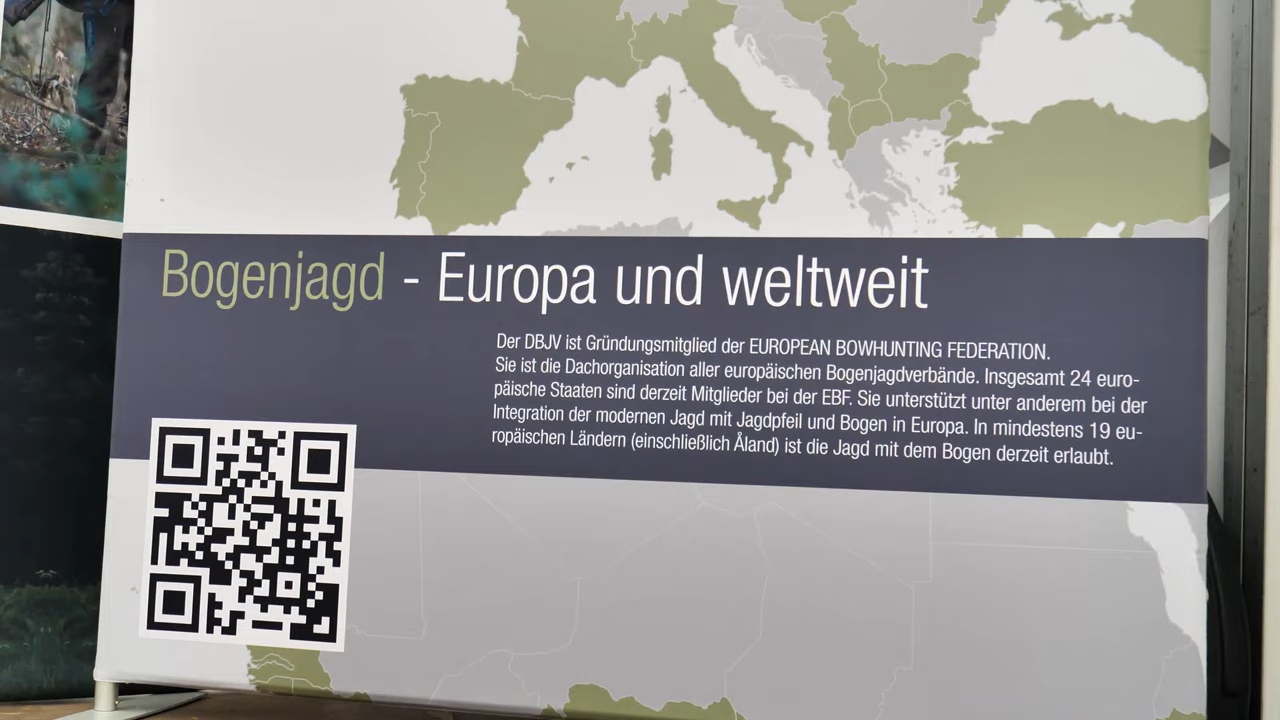 Bogenjagd - Europa und weltweit
Der DBJV ist Gründungsmitglied der EUROPEAN BOWHUNTING FEDERATION.
Sie ist die Dachorganisation aller europäischen Bogenjagdverbände. Insgesamt 24 euro-
päische Staaten sind derzeit Mitglieder bei der EBF. Sie unterstützt unter anderem bei der
Integration der modernen Jagd mit Jagdpfeil und Bogen in Europa. In mindestens 19 eu-
ropäischen Ländern (einschließlich Åland) ist die Jagd mit dem Bogen derzeit erlaubt.